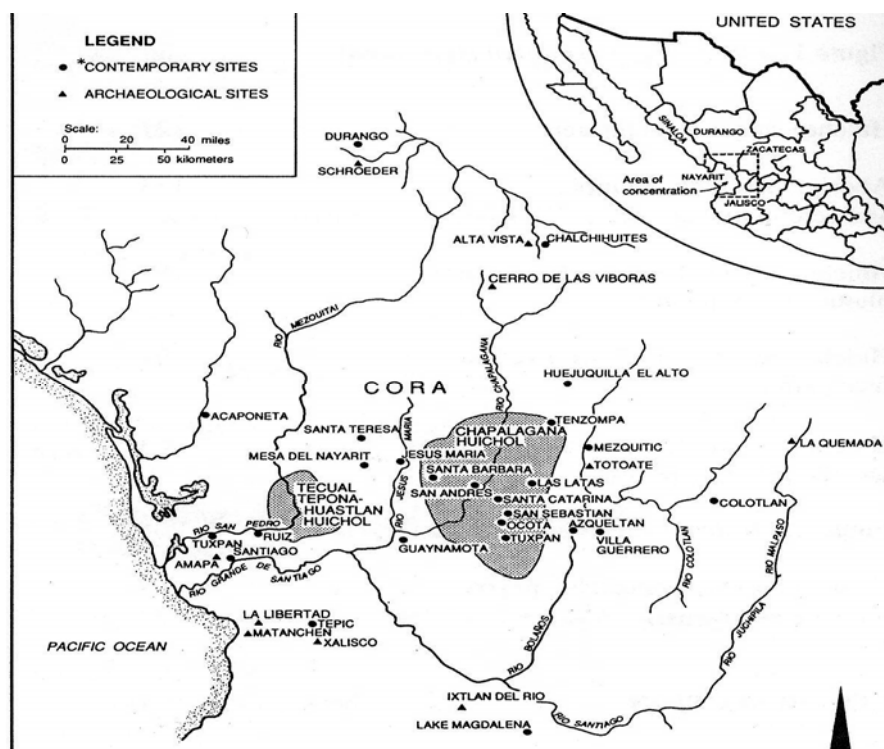 LEGEND
*CONTEMPORARY SITES
ARCHAEOLOGICAL SITES
Scale:
0 20 40 miles
0 25 50 kilometers
UNITED STATES
SINALOA
DURANGO
ZACATECAS
NAYARIT
Area of
concentration
JALISCO
DURANGO
SCHROEDER
ALTA VISTA
CHALCHIHUITES
CERRO DE LAS VIBORAS
RIO MEZQUITAL
RIO CHAPALAGANA
CORA
HUEJUQUILLA EL ALTO
ACAPONETA
SANTA TERESA
RIO JESUS MARIA
CHAPALAGANA
HUICHOL
TENZOMPA
MESA DEL NAYARIT
JESUS MARIA
MEZQUITIC
LA QUEMADA
TOTOATE
SANTA BARBARA
LAS LATAS
TECUAL
TEPONA-
HUASTLAN
HUICHOL
SAN ANDRES
SANTA CATARINA
COLOTLAN
SAN SEBASTIAN
RIO SAN PEDRO
RUIZ
OCOTA
AZQUELTAN
TUXPAN
TUXPAN
VILLA
GUERRERO
SANTIAGO
GUAYNAMOTA
AMAPA
RIO GRANDE DE SANTIAGO
RIO COLOTLAN
RIO MALPASO
LA LIBERTAD
TEPIC
MATANCHEN
XALISCO
RIO BOLAÑOS
RIO JUCHIPILA
PACIFIC OCEAN
IXTLAN DEL RIO
RIO SANTIAGO
LAKE MAGDALENA